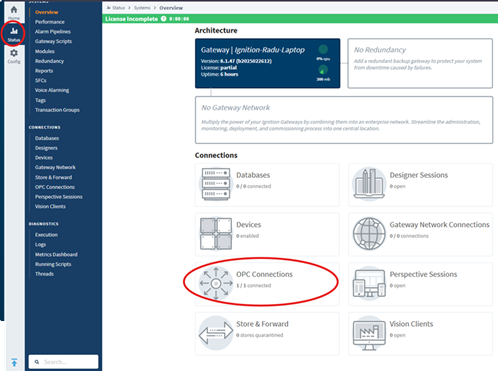 Home
Status
Config
SYSTEMS
Overview
Performance
Alarm Pipelines
Gateway Scripts
Modules
Redundancy
Reports
SFCs
Voice Alarming
Tags
Transaction Groups
CONNECTIONS
Databases
Designers
Devices
Gateway Network
Store & Forward
OPC Connections
Perspective Sessions
Vision Clients
DIAGNOSTICS
Execution
Logs
Metrics Dashboard
Running Scripts
Threads
Search...
Status > Systems > Overview
License Incomplete 0:00:00
Architecture
Gateway | Ignition-Radu-Laptop
Version: 8.1.47 (b2025022612)
License: partial
Uptime: 6 hours
0% cpu
No Redundancy
Add a redundant backup gateway to protect your system
from downtime caused by failures.
No Gateway Network
Multiply the power of your Ignition Gateways by combining them into an enterprise network. Streamline the administration,
monitoring, deployment, and commissioning process into one central location.
Connections
Databases
0 / 0 connected
Designer Sessions
0 open
Devices
0 enabled
Gateway Network Connections
0 / 0 connections
OPC Connections
1 / 1 connected
Perspective Sessions
0 open
Store & Forward
0 stores quarantined
Vision Clients
0 open